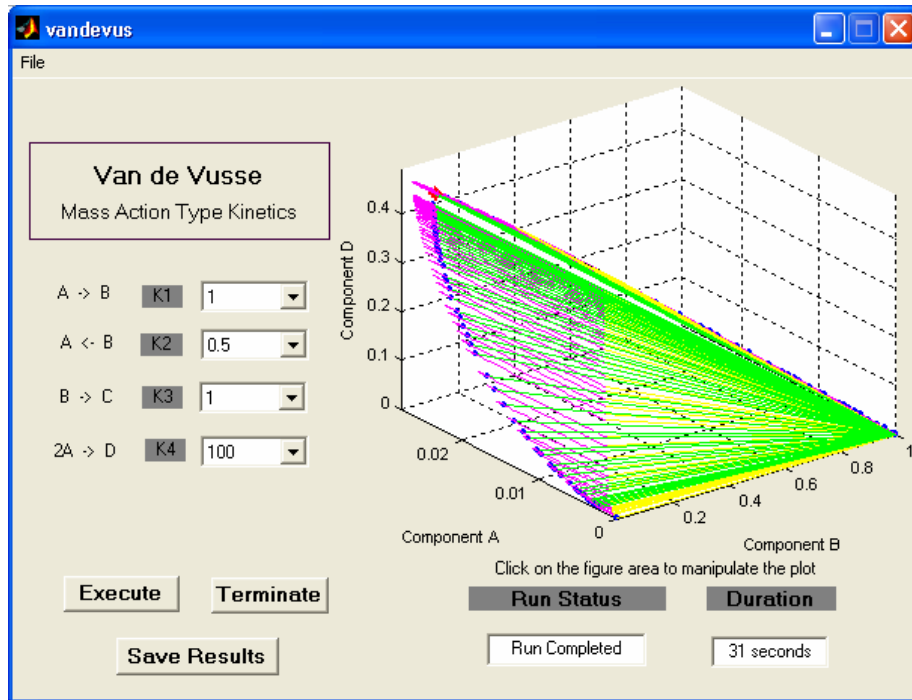 vandevus
File
Van de Vusse
Mass Action Type Kinetics
A -> B K1 1
A <- B K2 0.5
B -> C K3 1
2A -> D K4 100
Component D
0.4
0.3
0.2
0.1
0
0.02
0.01
0
Component A
0.2
0.4
0.6
0.8
1
Component B
Click on the figure area to manipulate the plot
Execute
Terminate
Save Results
Run Status
Duration
Run Completed
31 seconds